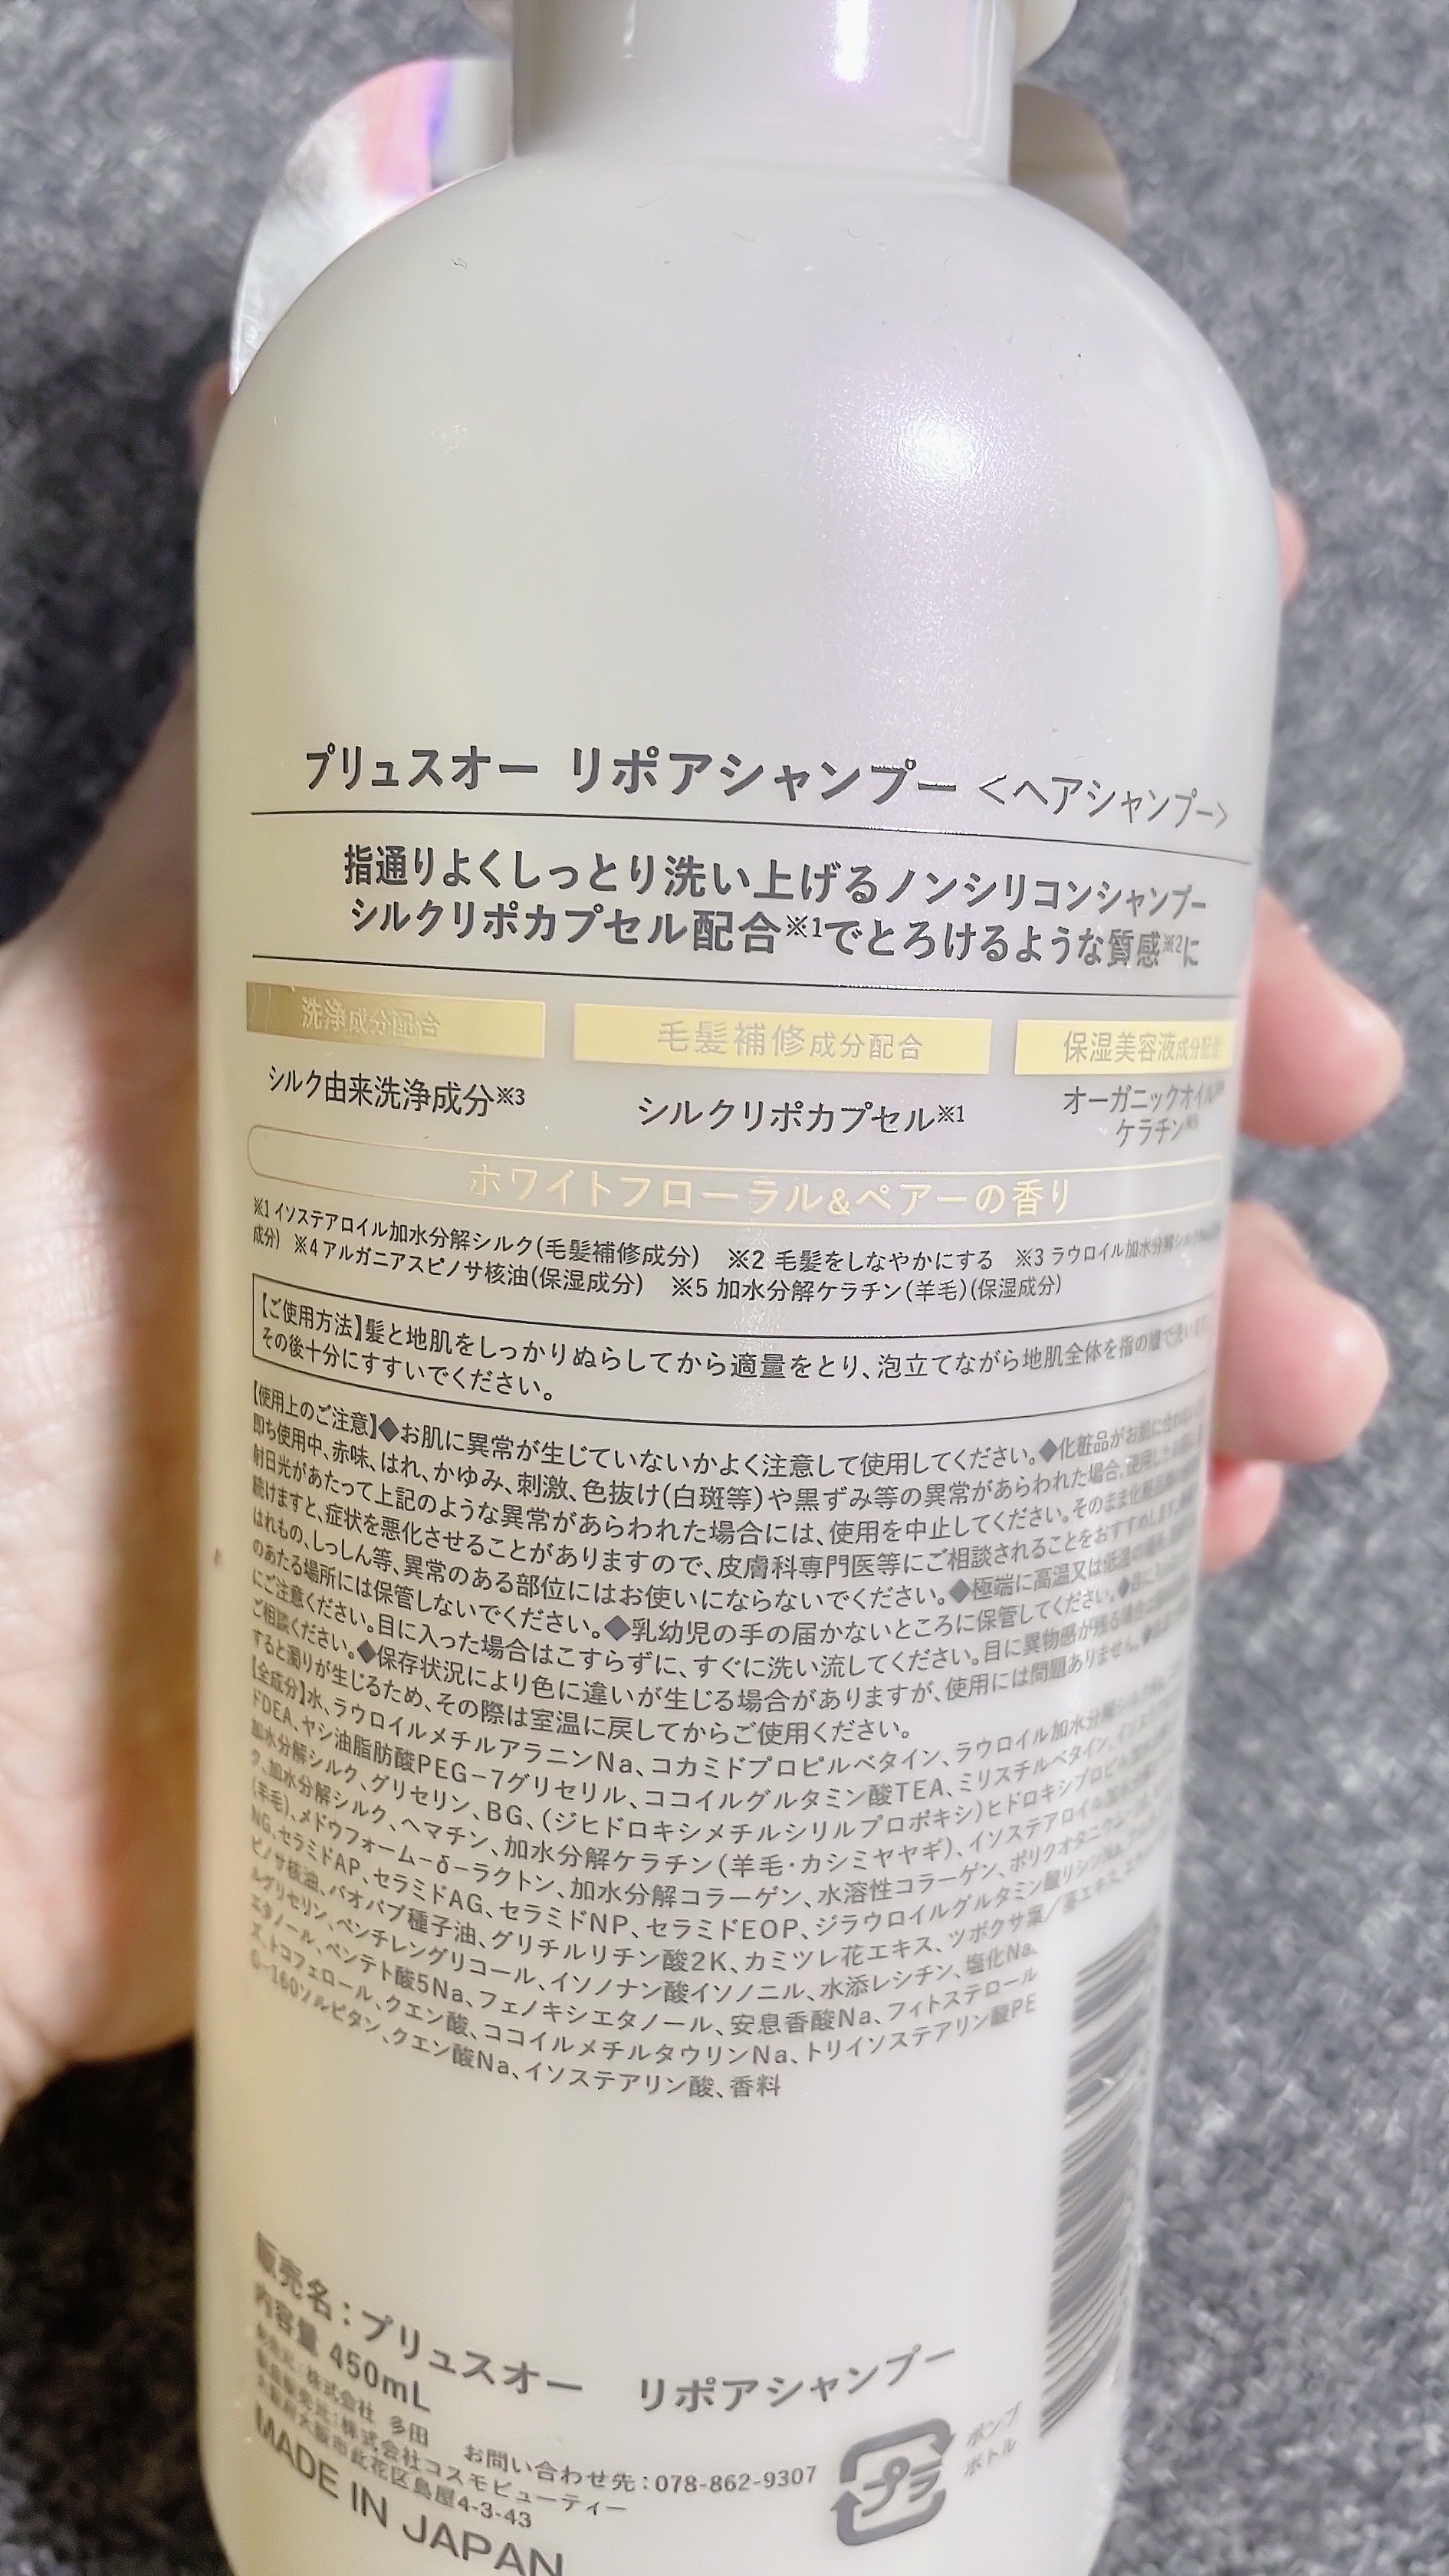 プリュスオー リポアシャンプー <ヘアシャンプー>
指通りよくしっとり洗い上げるノンシリコンシャンプー
シルクリポカプセル配合※1でとろけるような質感※2に
洗浄成分配合 毛髪補修成分配合 保湿美容液成分配合
シルク由来洗浄成分※3 シルクリポカプセル※1 オーガニックオイル
ケラチン
ホワイトフローラル&ペアーの香り
※1 イソステアロイル加水分解シルク(毛髪補修成分) ※2 毛髪をしなやかにする ※3 ラウロイル加水分解シルク
成分) ※4 アルガニアスピノサ核油(保湿成分) ※5 加水分解ケラチン(羊毛)(保湿成分)
【ご使用方法】髪と地肌をしっかりぬらしてから適量をとり、泡立てながら地肌全体を指の腹で
その後十分にすすいでください。
【使用上のご注意】◆お肌に異常が生じていないかよく注意して使用してください。◆化粧品がお肌に合わない
即ち使用中、赤味、はれ、かゆみ、刺激、色抜け(白斑等)や黒ずみ等の異常があらわれた場合、使用した
射日光があたって上記のような異常があらわれた場合には、使用を中止してください。そのまま
続けますと、症状を悪化させることがありますので、皮膚科専門医等にご相談されることをおすすめします。
はれもの、しっしん等、異常のある部位にはお使いにならないでください。◆極端に高温又は低温の
のあたる場所には保管しないでください。◆乳幼児の手の届かないところに保管してください。◆
にご注意ください。目に入った場合はこすらずに、すぐに洗い流してください。目に異物感が残る場合
ご相談ください。◆保存状況により色に違いが生じる場合がありますが、使用には問題ありません。◆
すると濁りが生じるため、その際は室温に戻してからご使用ください。
【全成分】水、ラウロイルメチルアラニンNa、コカミドプロピルベタイン、ラウロイル加水分解
ドDEA、ヤシ油脂肪酸PEG-7グリセリル、ココイルグルタミン酸TEA、ミリスチルベタイン、
加水分解シルク、グリセリン、BG、(ジヒドロキシメチルシリルプロポキシ)ヒドロキシプロピル
ク、加水分解シルク、ヘマチン、加水分解ケラチン(羊毛・カシミヤヤギ)、イソステアロイル
(羊毛)、メドウフォーム-δ-ラクトン、加水分解コラーゲン、水溶性コラーゲン、ポリクオタニウム
NG、セラミドAP、セラミドAG、セラミドNP、セラミドEOP、ジラウロイルグルタミン酸リシンNa、
ピノサ核油、バオバブ種子油、グリチルリチン酸2K、カミツレ花エキス、ツボクサ葉/茎エキス、
ルグリセリン、ペンチレングリコール、イソノナン酸イソノニル、水添レシチン、塩化Na、
エタノール、ペンテト酸5Na、フェノキシエタノール、安息香酸Na、フィトステロール
ズ、トコフェロール、クエン酸、ココイルメチルタウリンNa、トリイソステアリン酸PE
G-160ソルビタン、クエン酸Na、イソステアリン酸、香料
販売名：プリュスオー リポアシャンプー
内容量 450mL
株式会社 多田 お問い合わせ先：078-862-9307
株式会社コスモビューティー
大阪府大阪市此花区島屋4-3-43
MADE IN JAPAN
プラ
ポンプ
ボトル